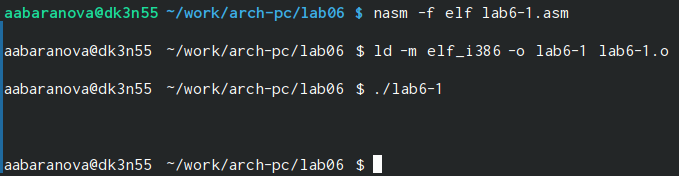 aabaranova@dk3n55 ~/work/arch-pc/lab06 $ nasm -f elf lab6-1.asm
aabaranova@dk3n55 ~/work/arch-pc/lab06 $ ld -m elf_i386 -o lab6-1 lab6-1.o
aabaranova@dk3n55 ~/work/arch-pc/lab06 $ ./lab6-1
aabaranova@dk3n55 ~/work/arch-pc/lab06 $